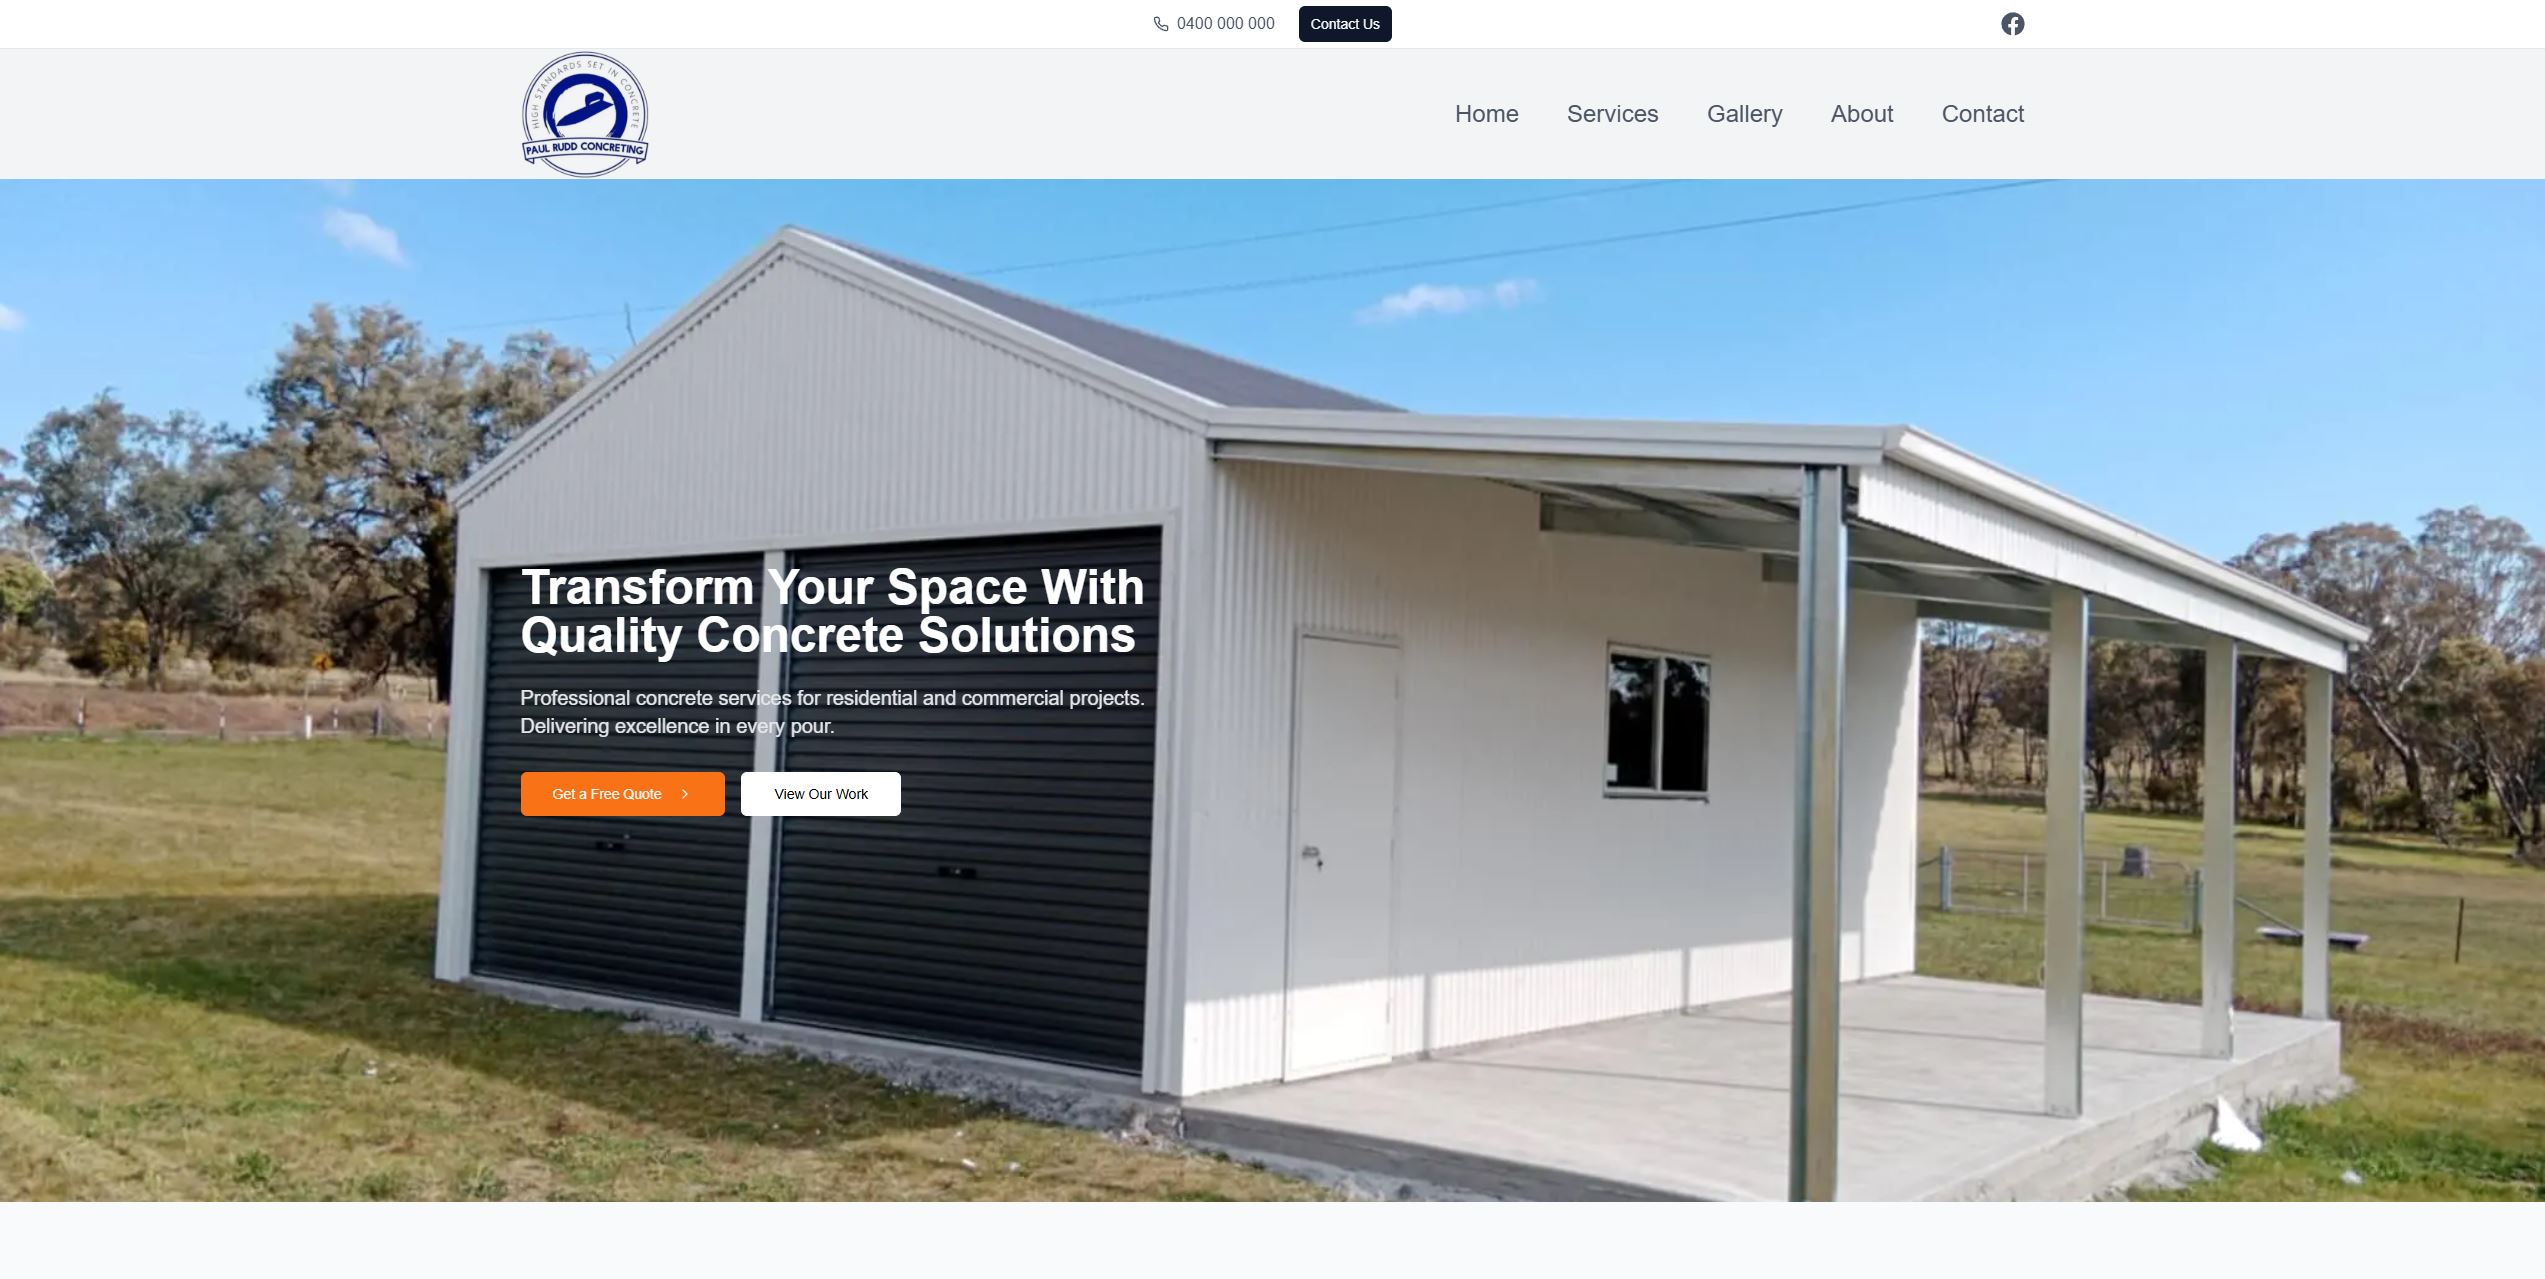 0400 000 000
Contact Us
HIGH STANDARDS SET IN CONCRETE
PAUL RUDD CONCRETING
Home
Services
Gallery
About
Contact
Transform Your Space With
Quality Concrete Solutions
Professional concrete services for residential and commercial projects.
Delivering excellence in every pour.
Get a Free Quote
View Our Work